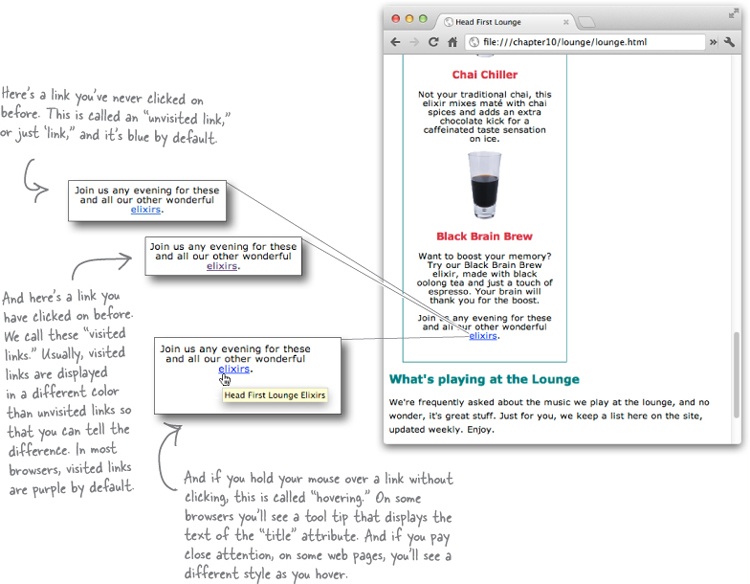 Here's a link you've never clicked on
before. This is called an "unvisited link,"
or just 'link," and it's blue by default.
Join us any evening for these
and all our other wonderful
elixirs.
Join us any evening for these
and all our other wonderful
elixirs.
And here's a link you
have clicked on before.
We call these "visited
links." Usually, visited
links are displayed
in a different color
than unvisited links so
that you can tell the
difference. In most
browsers, visited links
are purple by default.
Join us any evening for these
and all our other wonderful
elixirs.
Head First Lounge Elixirs
And if you hold your mouse over a link without
clicking, this is called "hovering." On some
browsers you'll see a tool tip that displays the
text of the "title" attribute. And if you pay
close attention, on some web pages, you'll see a
different style as you hover.
Head First Lounge
file:///chapter10/lounge/lounge.html
Chai Chiller
Not your traditional chai, this
elixir mixes maté with chai
spices and adds an extra
chocolate kick for a
caffeinated taste sensation
on ice.
Black Brain Brew
Want to boost your memory?
Try our Black Brain Brew
elixir, made with black
oolong tea and just a touch of
espresso. Your brain will
thank you for the boost.
Join us any evening for these
and all our other wonderful
elixirs.
What's playing at the Lounge
We're frequently asked about the music we play at the lounge, and no
wonder, it's great stuff. Just for you, we keep a list here on the site,
updated weekly. Enjoy.